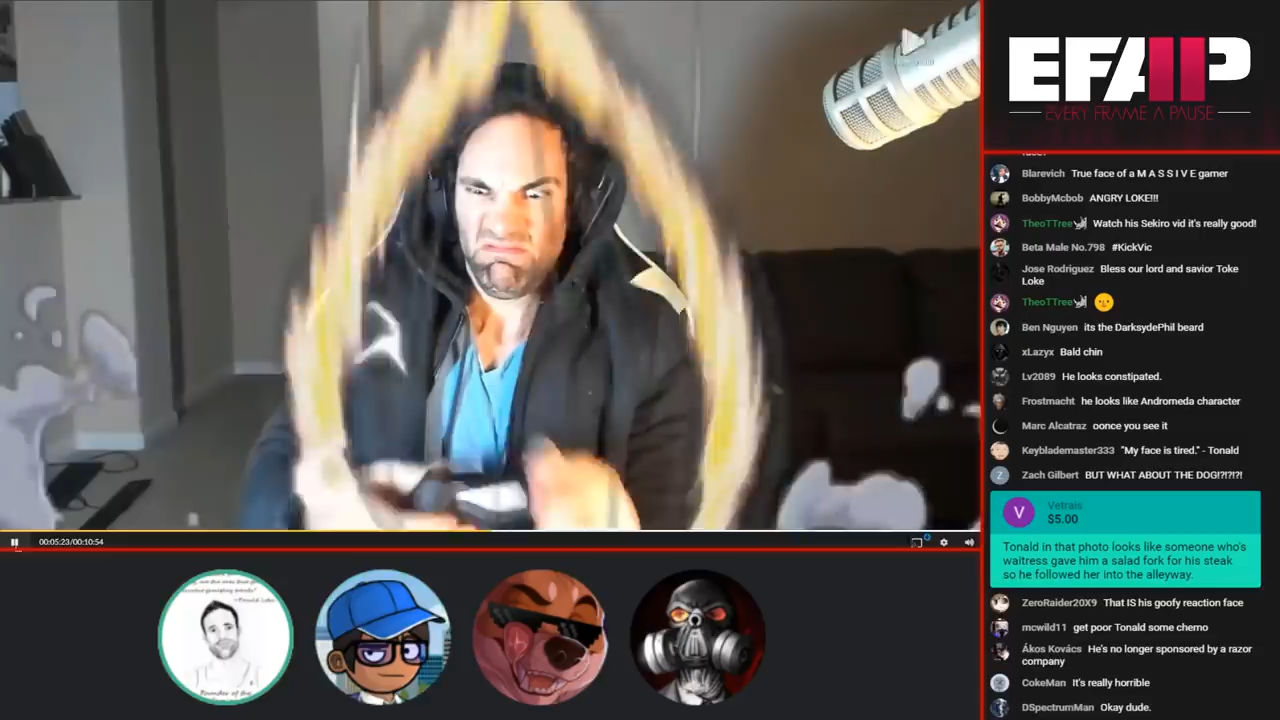 EFAP
EVERY FRAME A PAUSE
Blarevich True face of a M A S S I V E gamer
BobbyMcbob ANGRY LOKE!!!
TheoTTree Watch his Sekiro vid it's really good!
Beta Male No.798 #KickVic
Jose Rodriguez Bless our lord and savior Toke
Loke
TheoTTree
Ben Nguyen its the DarksydePhil beard
xLazyx Bald chin
Lv2089 He looks constipated.
Frostmacht he looks like Andromeda character
Marc Alcatraz oonce you see it
Keyblademaster333 "My face is tired." - Tonald
Zach Gilbert BUT WHAT ABOUT THE DOG!?!?!?!
V
Vetrais
$5.00
Tonald in that photo looks like someone who's
waitress gave him a salad fork for his steak
so he followed her into the alleyway.
ZeroRaider20X9 That IS his goofy reaction face
mcwild11 get poor Tonald some chemo
Ákos Kovács He's no longer sponsored by a razor
company
CokeMan It's really horrible
DSpectrumMan Okay dude.
00:05:23/00:10:54